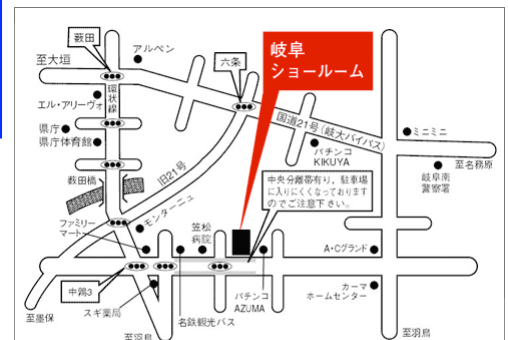 薮田
アルペン
至大垣
六条
岐阜
ショールーム
エル・アリーヴォ
環状線
国道21号(岐大バイパス)
県庁
県庁体育館
ミニミニ
パチンコ
KIKUYA
至各務原
岐阜南
警察署
旧21号
薮田橋
中央分離帯有り、駐車場
に入りにくくなっております
のでご注意下さい。
モンターニュ
ファミリー
マート
笠松
病院
A・Cグランド
中鶉3
スギ薬局
名鉄観光バス
パチンコ
AZUMA
カーマ
ホームセンター
至墨保
至羽島
至羽島